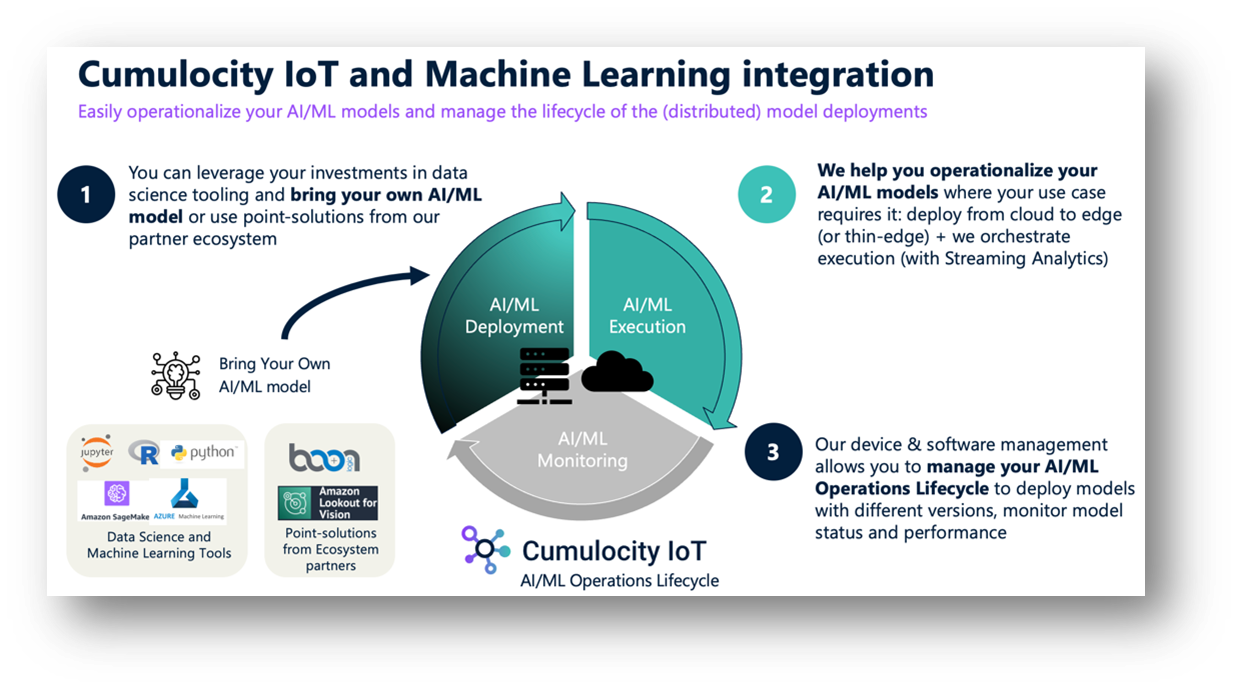 Cumulocity IoT and Machine Learning integration
Easily operationalize your AI/ML models and manage the lifecycle of the (distributed) model deployments
1
You can leverage your investments in data
science tooling and bring your own AI/ML
model or use point-solutions from our
partner ecosystem
2
We help you operationalize your
AI/ML models where your use case
requires it: deploy from cloud to edge
(or thin-edge) + we orchestrate
execution (with Streaming Analytics)
AI/ML
Deployment
AI/ML
Execution
AI/ML
Monitoring
Bring Your Own
AI/ML model
jupyter
R
python™
Amazon SageMake
AZURE Machine Learning
Data Science and
Machine Learning Tools
boon
logic
Amazon
Lookout for
Vision
Point-solutions
from Ecosystem
partners
3
Our device & software management
allows you to manage your AI/ML
Operations Lifecycle to deploy models
with different versions, monitor model
status and performance
Cumulocity IoT
AI/ML Operations Lifecycle